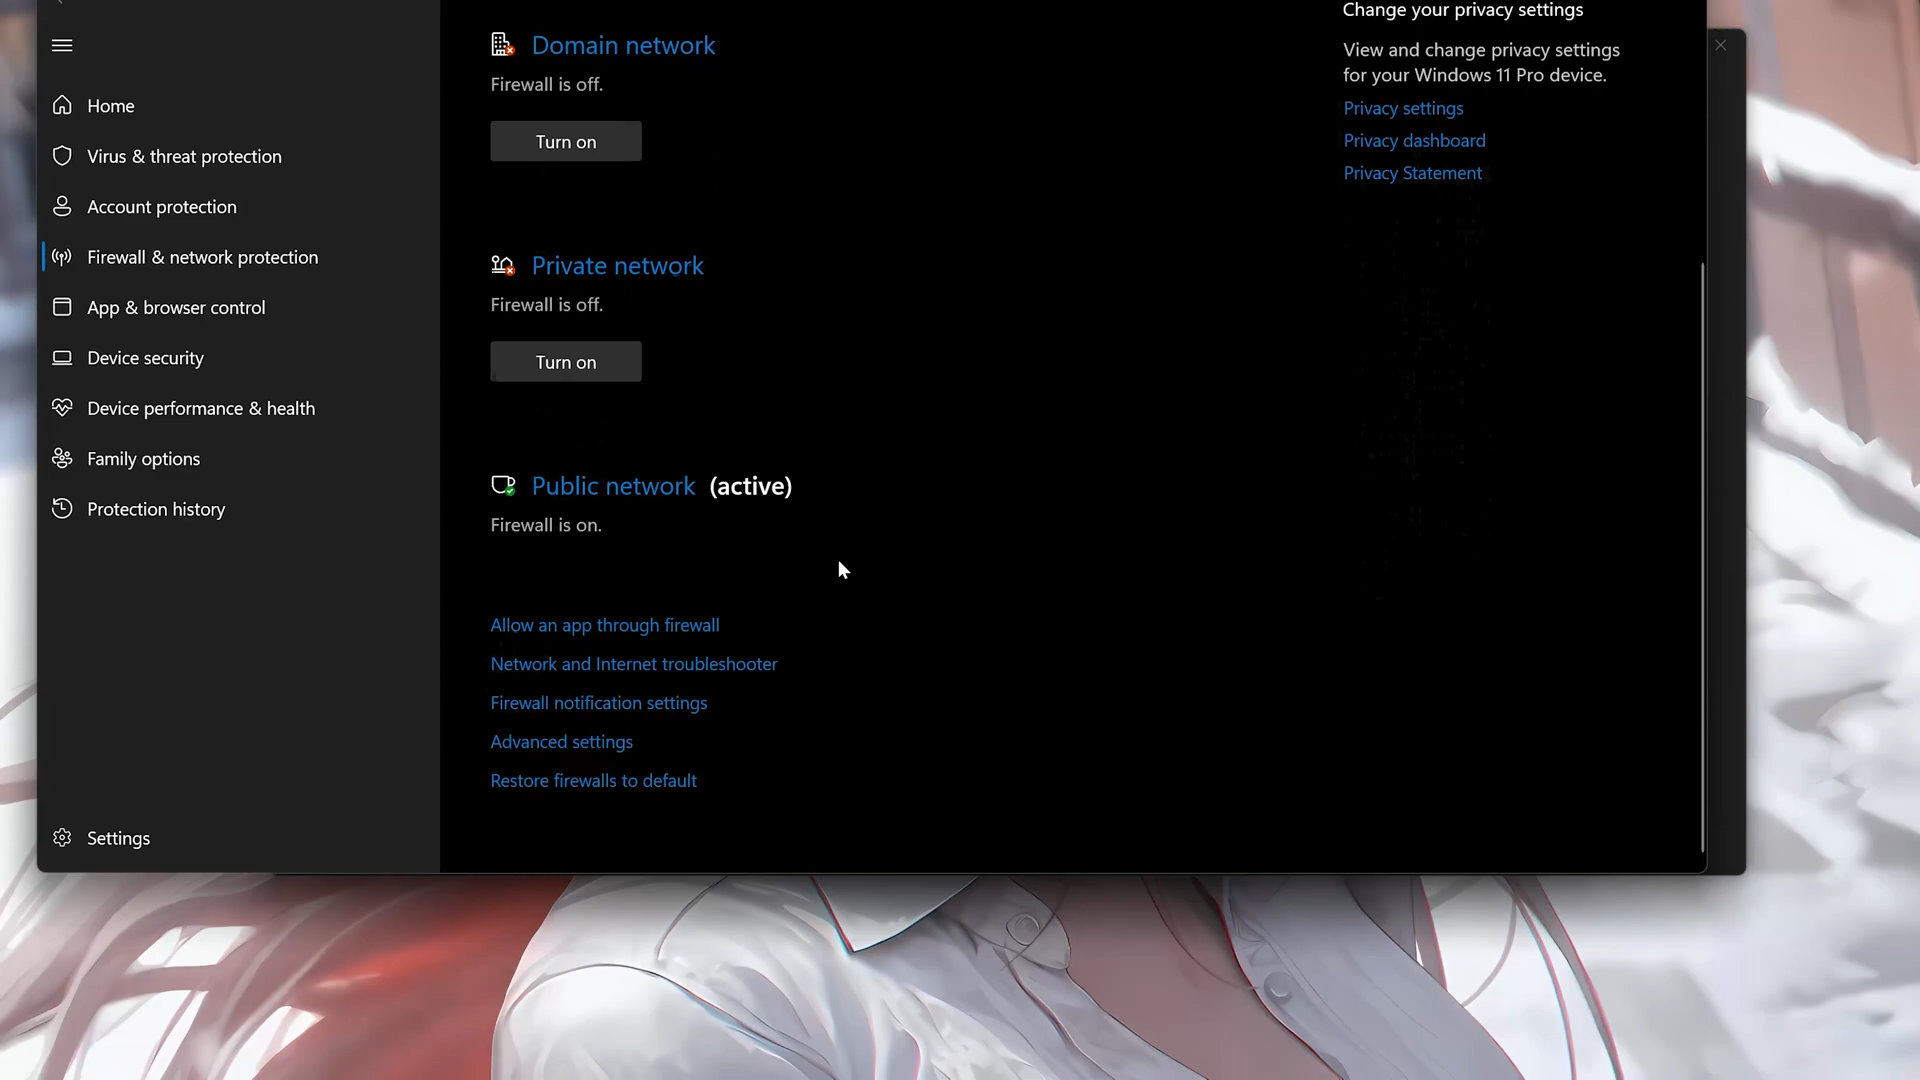 Home
Virus & threat protection
Account protection
Firewall & network protection
App & browser control
Device security
Device performance & health
Family options
Protection history
Settings
Domain network
Firewall is off.
Turn on
Private network
Firewall is off.
Turn on
Public network (active)
Firewall is on.
Allow an app through firewall
Network and Internet troubleshooter
Firewall notification settings
Advanced settings
Restore firewalls to default
Change your privacy settings
View and change privacy settings
for your Windows 11 Pro device.
Privacy settings
Privacy dashboard
Privacy Statement